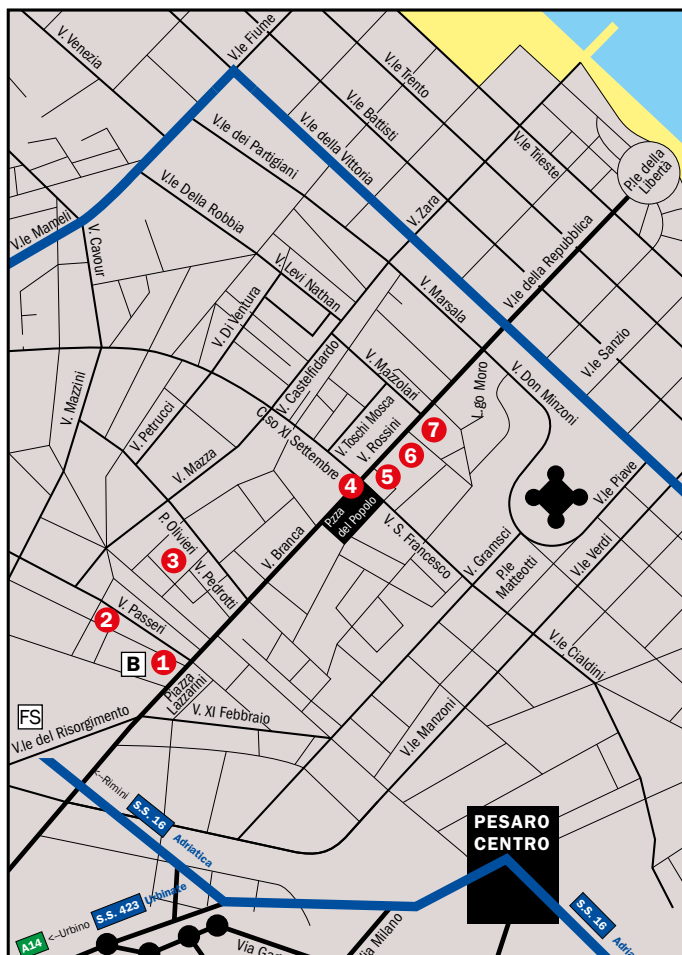 V.le Fiume
V. Venezia
V.le Trento
V.le Battisti
V.le della Vittoria
V.le dei Partigiani
V.le Trieste
P.le della
Libertà
V.le Della Robbia
V. Zara
V.le Mameli
V. Cavour
V.le della Repubblica
V. Levi Nathan
V. Marsala
V. Di Ventura
V.le Sanzio
V. Castelfidardo
V. Mazzolari
L.go Moro
V. Don Minzoni
V. Mazzini
V. Petrucci
C.so XI Settembre
V. Toschi Mosca
V. Rossini
7
V. Mazza
6
5
4
P.zza
del Popolo
V.le Piave
P. Olivieri
3
V. Pedrotti
V. Branca
V. S. Francesco
V. Gramsci
P.le
Matteotti
V.le Verdi
V. Passeri
2
B
1
Piazza
Lazzarini
V.le Cialdini
FS
V.le del Risorgimento
V. XI Febbraio
V.le Manzoni
<--Rimini
S.S. 16
Adriatica
PESARO
CENTRO
A14
<--Urbino
S.S. 423
Urbinate
Via Milano
S.S. 16